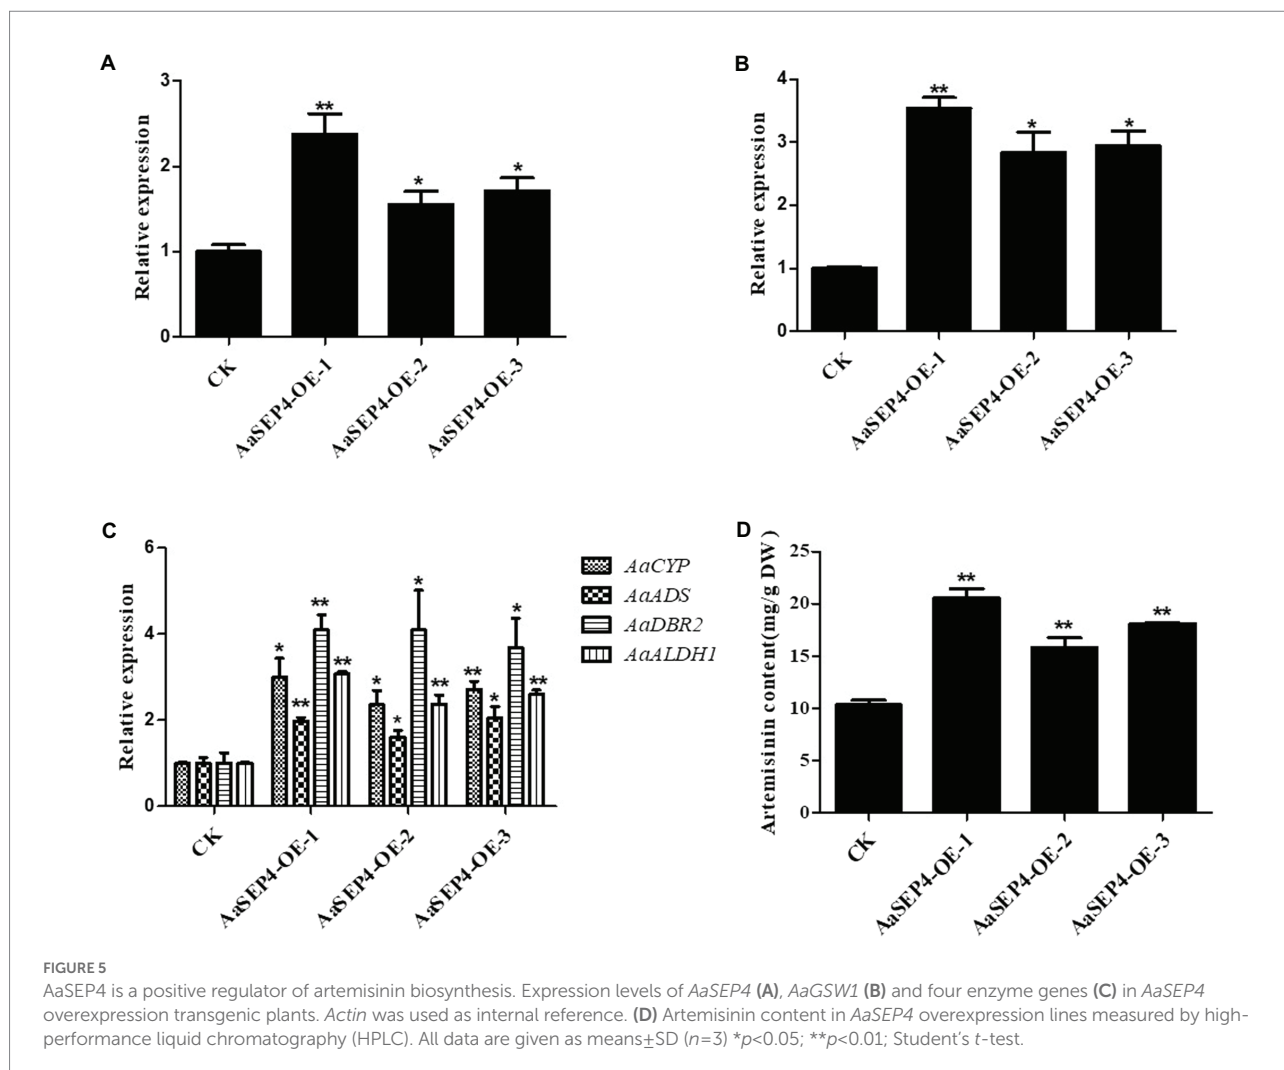 A
Relative expression
3
2
1
0
**
*
*
CK
AaSEP4-OE-1
AaSEP4-OE-2
AaSEP4-OE-3
B
Relative expression
4
3
2
1
0
**
*
*
CK
AaSEP4-OE-1
AaSEP4-OE-2
AaSEP4-OE-3
C
Relative expression
6
4
2
0
*
**
**
**
*
*
*
**
**
*
*
**
CK
AaSEP4-OE-1
AaSEP4-OE-2
AaSEP4-OE-3
AaCYP
AaADS
AaDBR2
AaALDH1
D
Artemisinin content(mg/g DW)
25
20
15
10
5
0
**
**
**
CK
AaSEP4-OE-1
AaSEP4-OE-2
AaSEP4-OE-3
FIGURE 5
AaSEP4 is a positive regulator of artemisinin biosynthesis. Expression levels of AaSEP4 (A), AaGSW1 (B) and four enzyme genes (C) in AaSEP4
overexpression transgenic plants. Actin was used as internal reference. (D) Artemisinin content in AaSEP4 overexpression lines measured by high-
performance liquid chromatography (HPLC). All data are given as means±SD (n=3) *p<0.05; **p<0.01; Student's t-test.